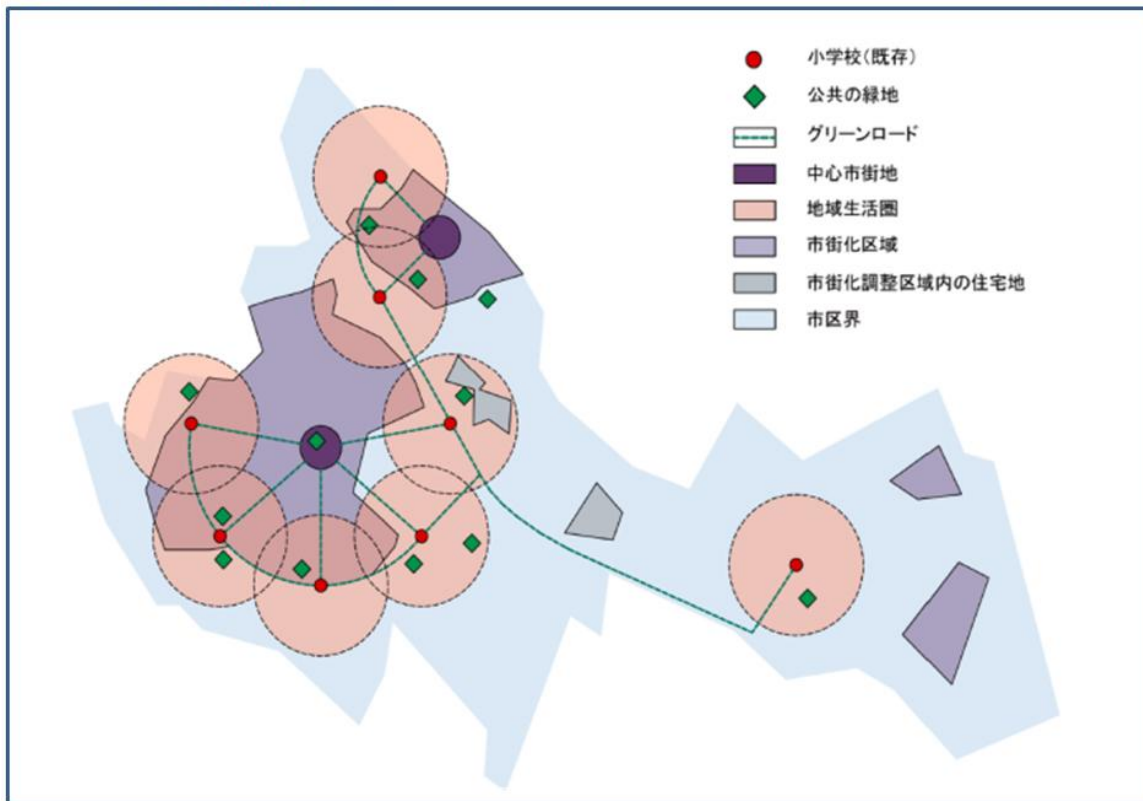 小学校(既存)
公共の緑地
グリーンロード
中心市街地
地域生活圏
市街化区域
市街化調整区域内の住宅地
市区界